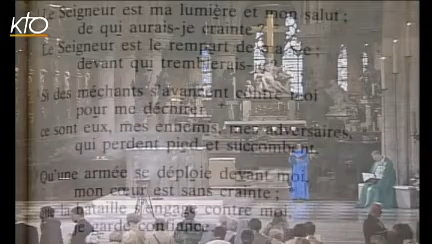 KTO
Le Seigneur est ma lumière et mon salut ;
de qui aurais-je crainte ?
Le Seigneur est le rempart de ma vie ;
devant qui tremblerais-je ?
Si des méchants s'avancent contre moi
pour me déchirer,
ce sont eux, mes ennemis, mes adversaires,
qui perdent pied et succombent.
Qu'une armée se déploie devant moi,
mon cœur est sans crainte ;
que la bataille s'engage contre moi,
je garde confiance.